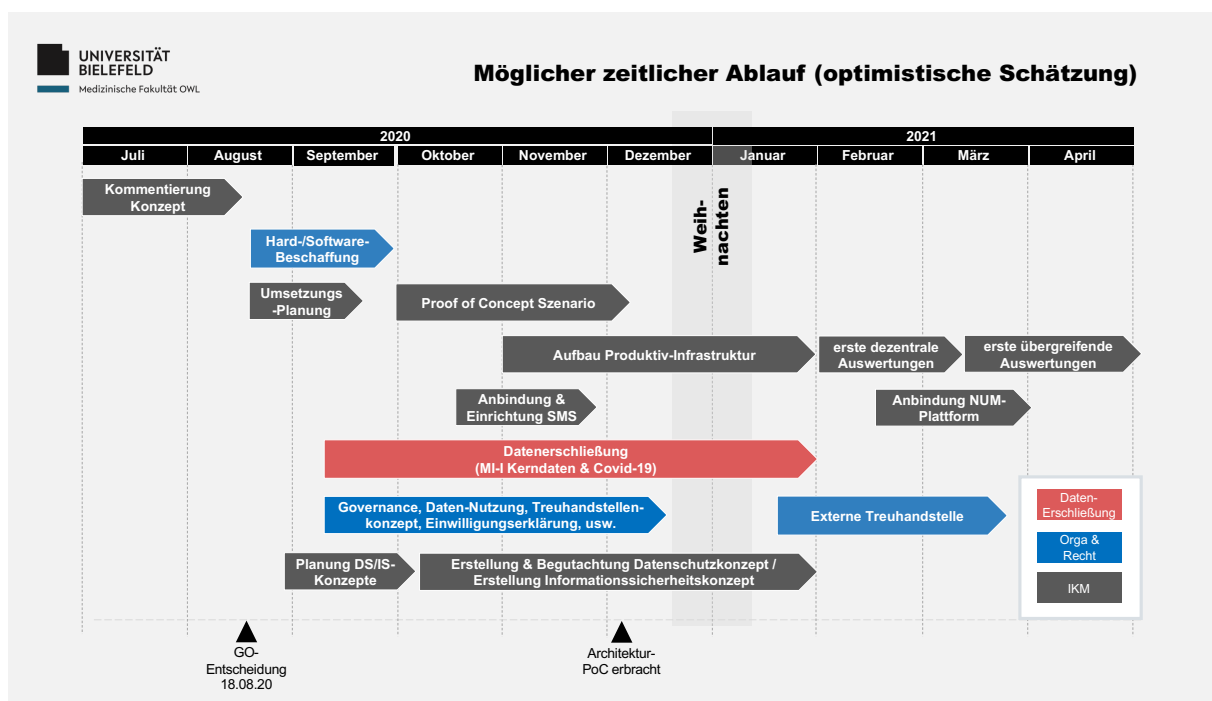 UNIVERSITÄT
BIELEFELD
Medizinische Fakultät OWL
Möglicher zeitlicher Ablauf (optimistische Schätzung)
2020
2021
Juli
August
September
Oktober
November
Dezember
Januar
Februar
März
April
Kommentierung
Konzept
Weih-
nachten
Hard-/Software-
Beschaffung
Umsetzungs
-Planung
Proof of Concept Szenario
Aufbau Produktiv-Infrastruktur
erste dezentrale
Auswertungen
erste übergreifende
Auswertungen
Anbindung &
Einrichtung SMS
Anbindung NUM-
Plattform
Datenerschließung
(MI-I Kerndaten & Covid-19)
Governance, Daten-Nutzung, Treuhandstellen-
konzept, Einwilligungserklärung, usw.
Externe Treuhandstelle
Planung DS/IS-
Konzepte
Erstellung & Begutachtung Datenschutzkonzept /
Erstellung Informationssicherheitskonzept
Daten-
Erschließung
Orga &
Recht
IKM
GO-
Entscheidung
18.08.20
Architektur-
PoC erbracht